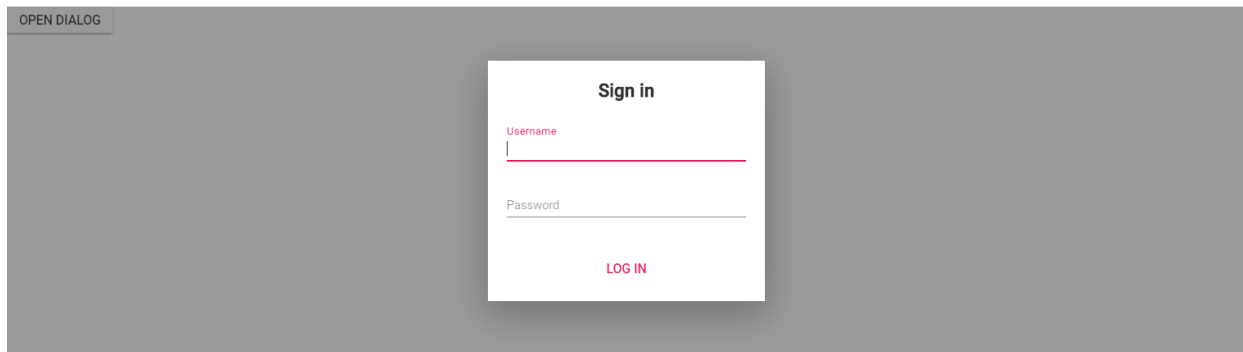 OPEN DIALOG
Sign in
Username
Password
LOG IN